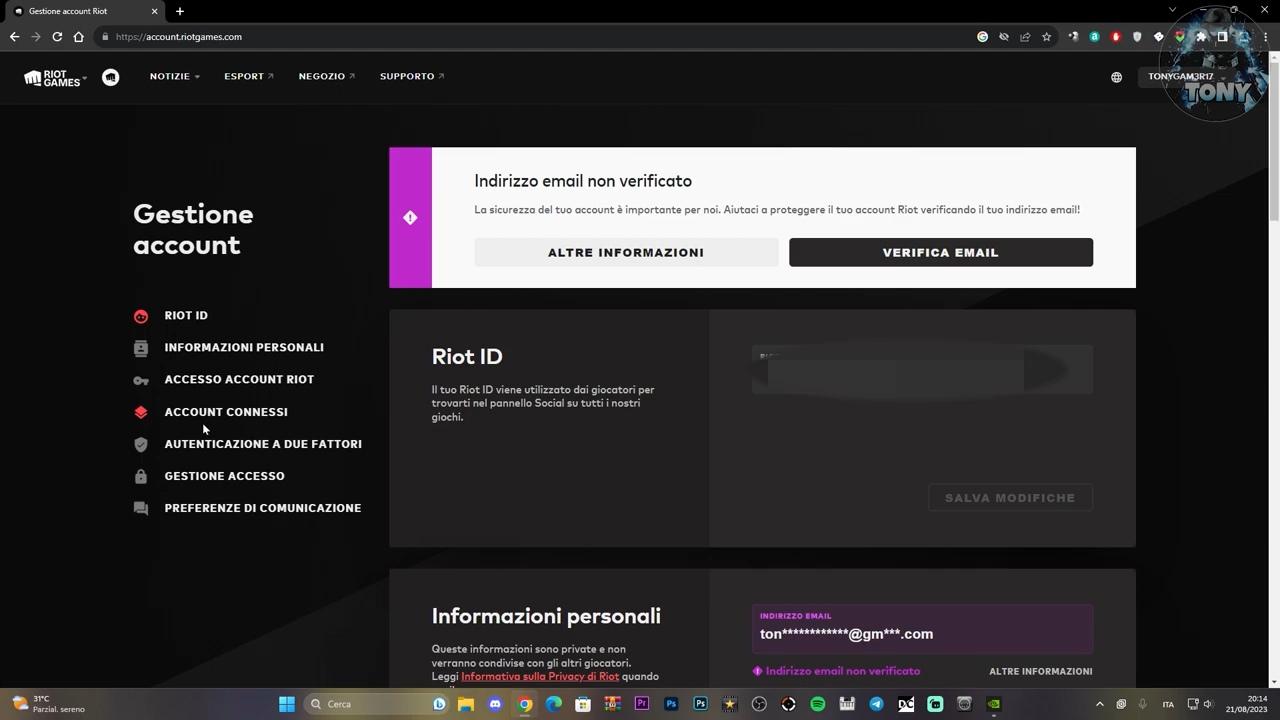 Gestione account Riot
https://account.riotgames.com
RIOT GAMES
NOTIZIE
ESPORT
NEGOZIO
SUPPORTO
TONYGAM3R17
TONY
Gestione
account
RIOT ID
INFORMAZIONI PERSONALI
ACCESSO ACCOUNT RIOT
ACCOUNT CONNESSI
AUTENTICAZIONE A DUE FATTORI
GESTIONE ACCESSO
PREFERENZE DI COMUNICAZIONE
Indirizzo email non verificato
La sicurezza del tuo account è importante per noi. Aiutaci a proteggere il tuo account Riot verificando il tuo indirizzo email!
ALTRE INFORMAZIONI
VERIFICA EMAIL
Riot ID
Il tuo Riot ID viene utilizzato dai giocatori per
trovarti nel pannello Social su tutti i nostri
giochi.
SALVA MODIFICHE
Informazioni personali
Queste informazioni sono private e non
verranno condivise con gli altri giocatori.
Leggi Informativa sulla Privacy di Riot quando
INDIRIZZO EMAIL
ton************@gm***.com
Indirizzo email non verificato
ALTRE INFORMAZIONI
31°C
Parzial. sereno
Cerca
ITA
20:14
21/08/2023